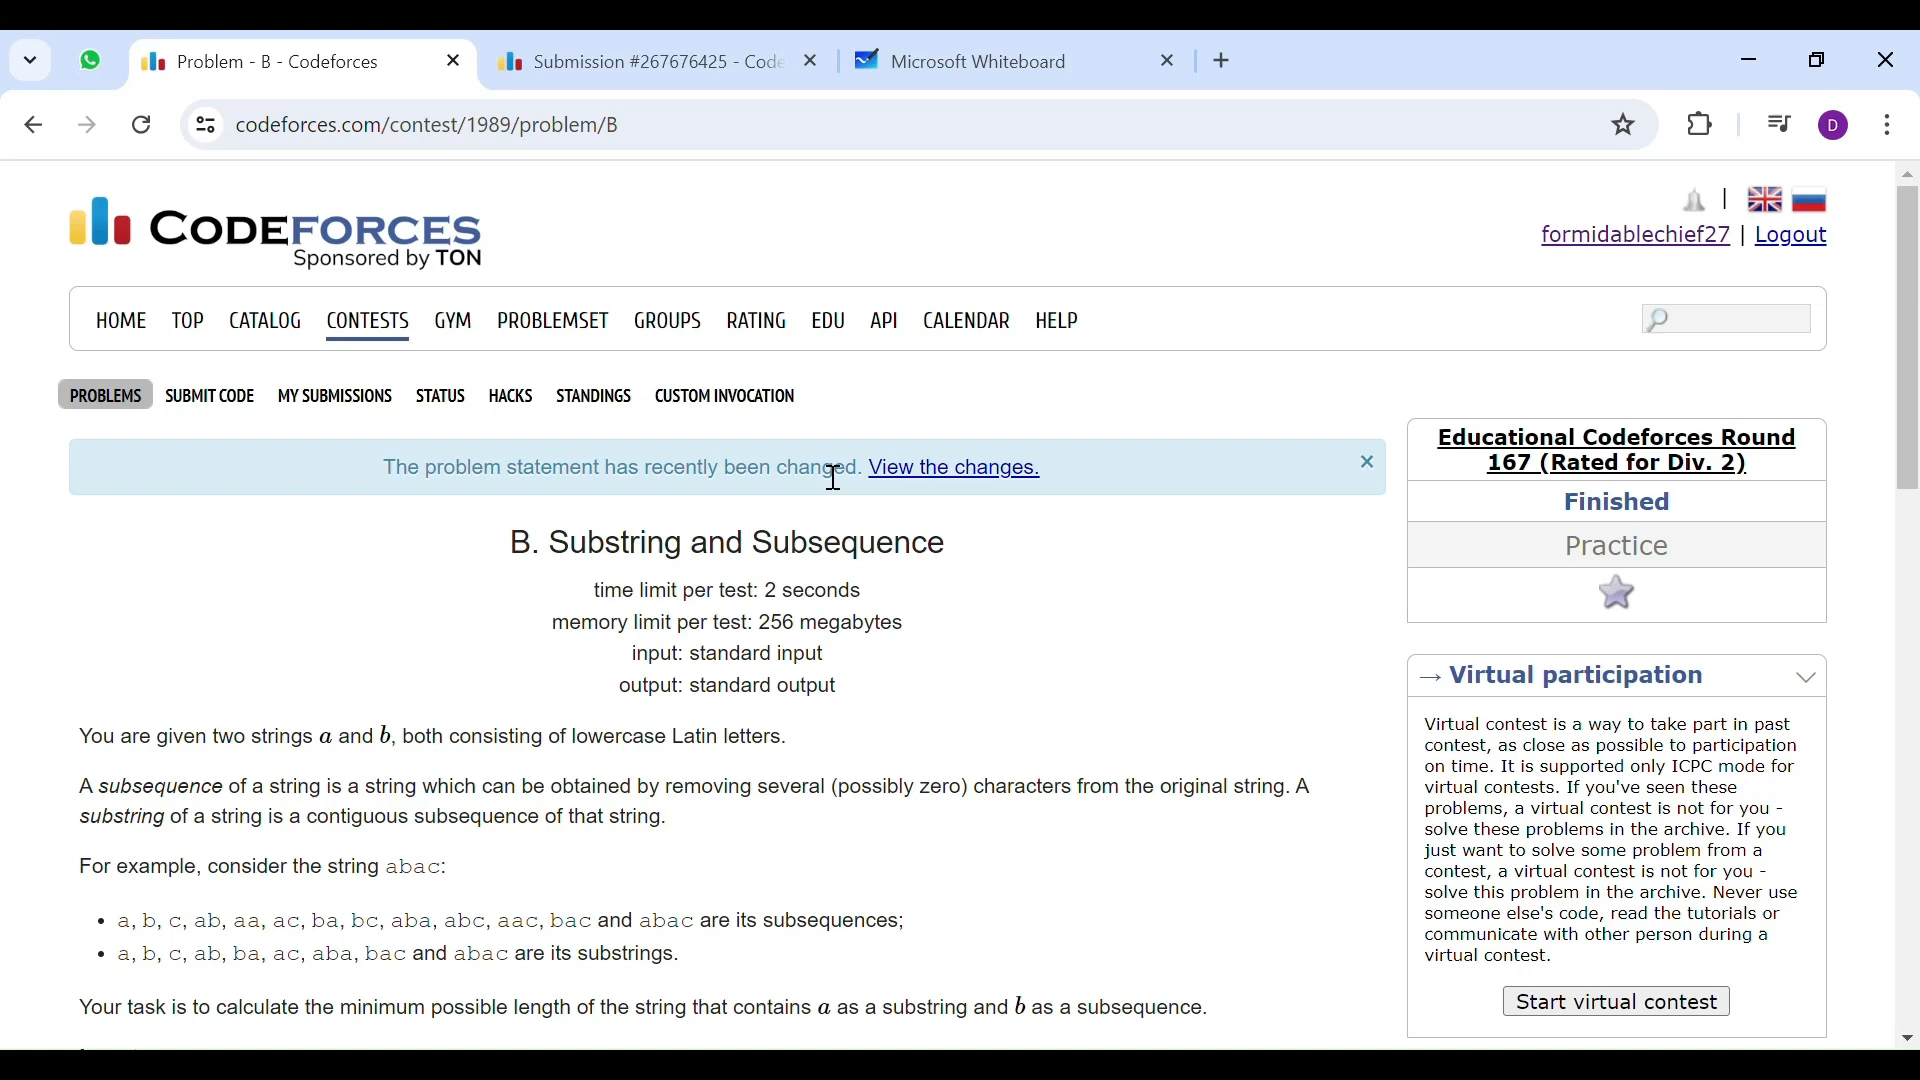 Problem - B - Codeforces
Submission #267676425 - Code
Microsoft Whiteboard
codeforces.com/contest/1989/problem/B
D
CODEFORCES
Sponsored by TON
formidablechief27 | Logout
HOME TOP CATALOG CONTESTS GYM PROBLEMSET GROUPS RATING EDU API CALENDAR HELP
PROBLEMS SUBMIT CODE MY SUBMISSIONS STATUS HACKS STANDINGS CUSTOM INVOCATION
The problem statement has recently been changed. View the changes.
B. Substring and Subsequence
time limit per test: 2 seconds
memory limit per test: 256 megabytes
input: standard input
output: standard output
You are given two strings a and b, both consisting of lowercase Latin letters.
A subsequence of a string is a string which can be obtained by removing several (possibly zero) characters from the original string. A
substring of a string is a contiguous subsequence of that string.
For example, consider the string abac:
• a, b, c, ab, aa, ac, ba, bc, aba, abc, aac, bac and abac are its subsequences;
• a, b, c, ab, ba, ac, aba, bac and abac are its substrings.
Your task is to calculate the minimum possible length of the string that contains a as a substring and b as a subsequence.
Educational Codeforces Round
167 (Rated for Div. 2)
Finished
Practice
→ Virtual participation
Virtual contest is a way to take part in past
contest, as close as possible to participation
on time. It is supported only ICPC mode for
virtual contests. If you've seen these
problems, a virtual contest is not for you -
solve these problems in the archive. If you
just want to solve some problem from a
contest, a virtual contest is not for you -
solve this problem in the archive. Never use
someone else's code, read the tutorials or
communicate with other person during a
virtual contest.
Start virtual contest